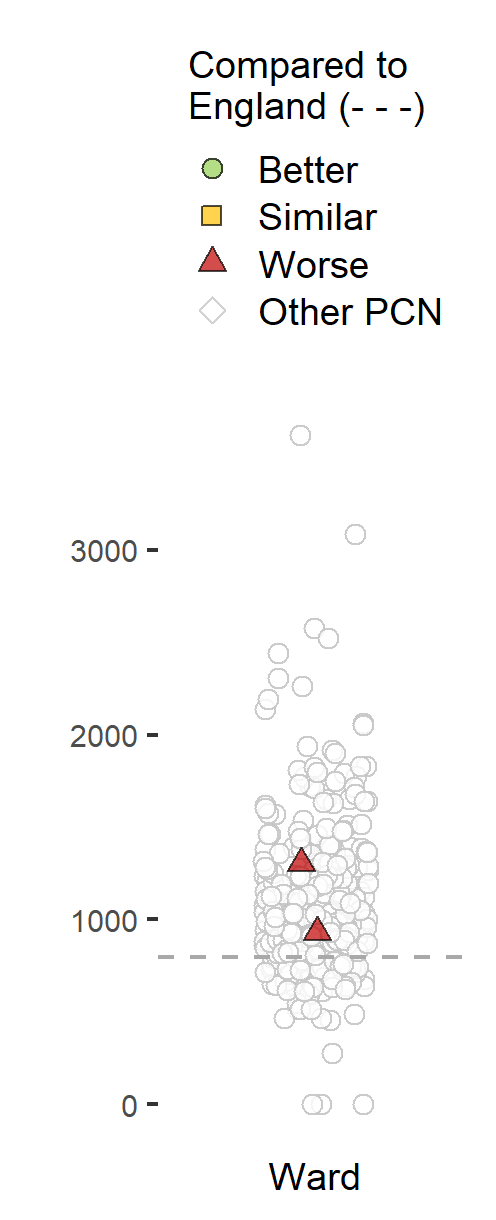 Compared to
England (- - -)
Better
Similar
Worse
Other PCN
3000
2000
1000
0
Ward